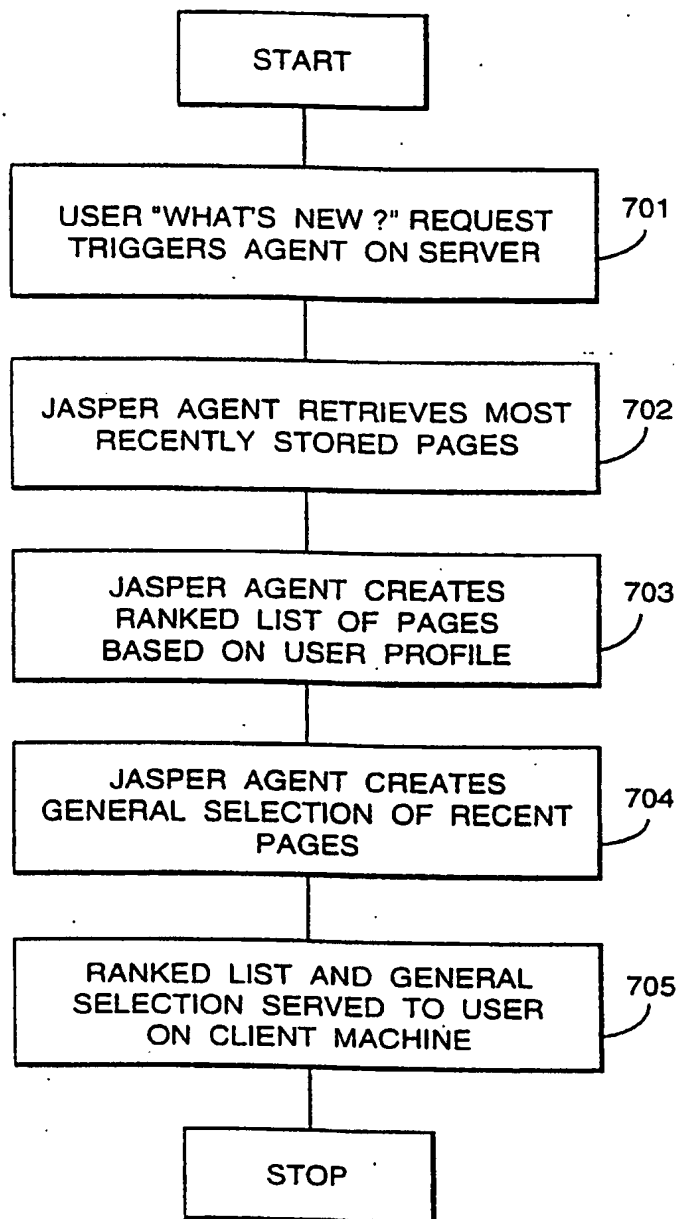 START
USER "WHAT'S NEW ?" REQUEST
TRIGGERS AGENT ON SERVER
701
JASPER AGENT RETRIEVES MOST
RECENTLY STORED PAGES
702
JASPER AGENT CREATES
RANKED LIST OF PAGES
BASED ON USER PROFILE
703
JASPER AGENT CREATES
GENERAL SELECTION OF RECENT
PAGES
704
RANKED LIST AND GENERAL
SELECTION SERVED TO USER
ON CLIENT MACHINE
705
STOP